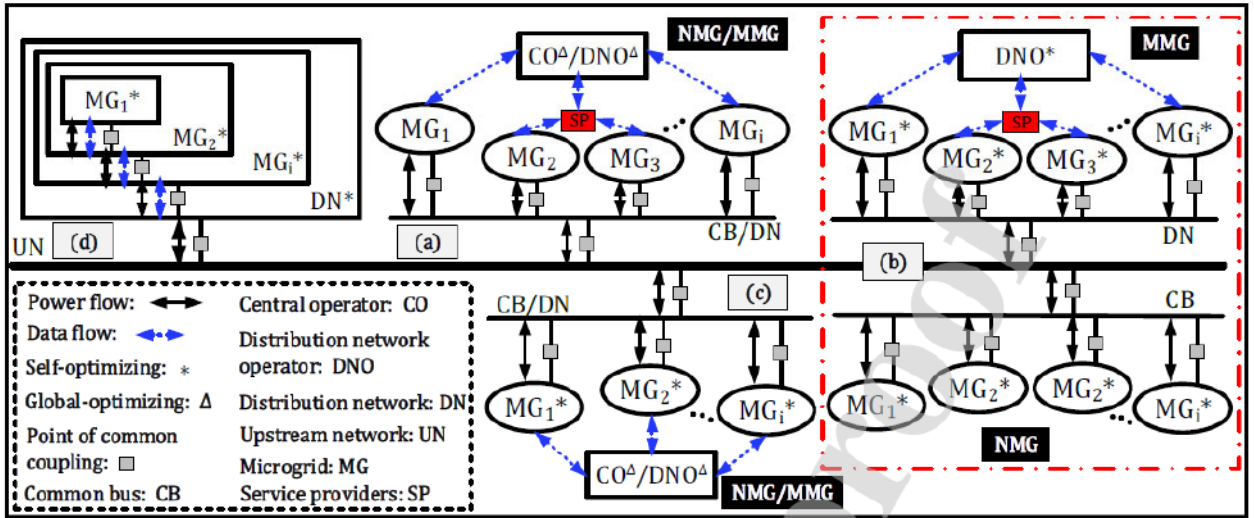 MG₁*
MG₂*
MGᵢ*
DN*
UN
(d)
NMG/MMG
CO^Δ/DNO^Δ
SP
MG₁
MG₂
MG₃
MGᵢ
(a)
CB/DN
MMG
DNO*
SP
MG₁*
MG₂*
MG₃*
MGᵢ*
DN
(b)
CB
MG₁*
MG₂*
MG₂*
MGᵢ*
NMG
(c)
CB/DN
MG₁*
MG₂*
MGᵢ*
CO^Δ/DNO^Δ
NMG/MMG
Power flow:
Data flow:
Self-optimizing: *
Global-optimizing: Δ
Point of common
coupling:
Common bus: CB
Central operator: CO
Distribution network
operator: DNO
Distribution network: DN
Upstream network: UN
Microgrid: MG
Service providers: SP
proof